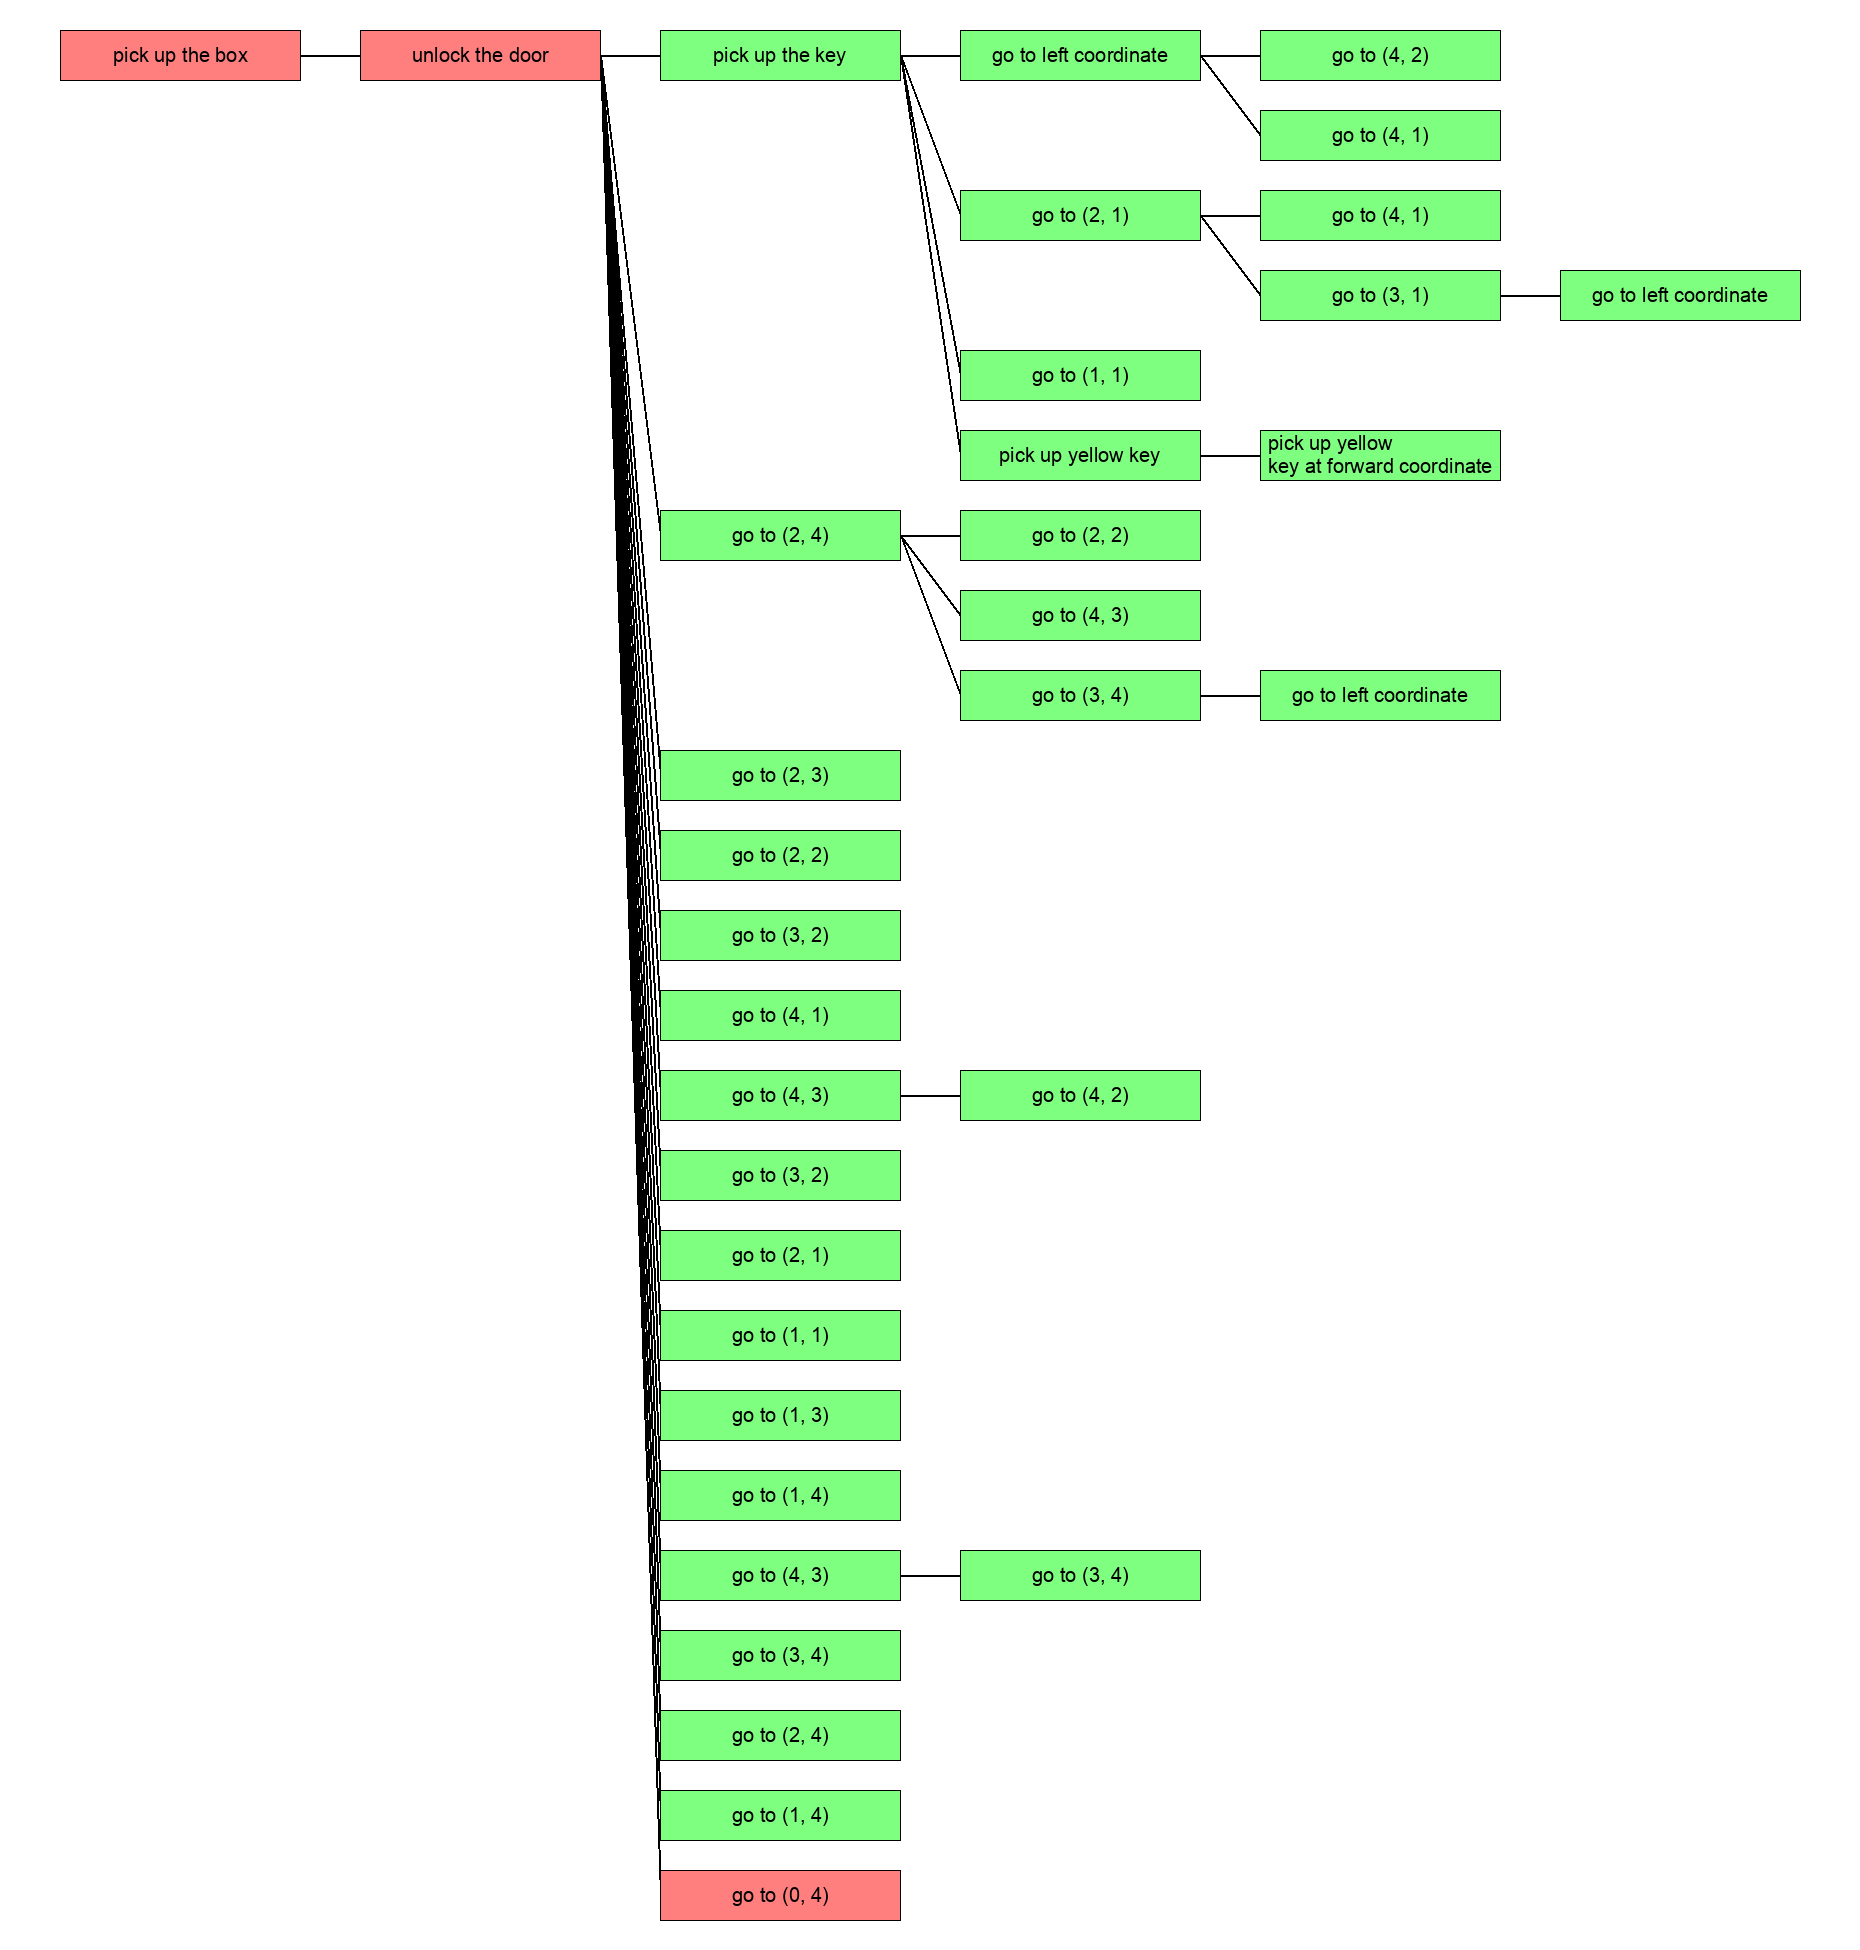 pick up the box
unlock the door
pick up the key
go to left coordinate
go to (4, 2)
go to (4, 1)
go to (2, 1)
go to (4, 1)
go to (3, 1)
go to left coordinate
go to (1, 1)
pick up yellow key
pick up yellow
key at forward coordinate
go to (2, 4)
go to (2, 2)
go to (4, 3)
go to (3, 4)
go to left coordinate
go to (2, 3)
go to (2, 2)
go to (3, 2)
go to (4, 1)
go to (4, 3)
go to (4, 2)
go to (3, 2)
go to (2, 1)
go to (1, 1)
go to (1, 3)
go to (1, 4)
go to (4, 3)
go to (3, 4)
go to (3, 4)
go to (2, 4)
go to (1, 4)
go to (0, 4)